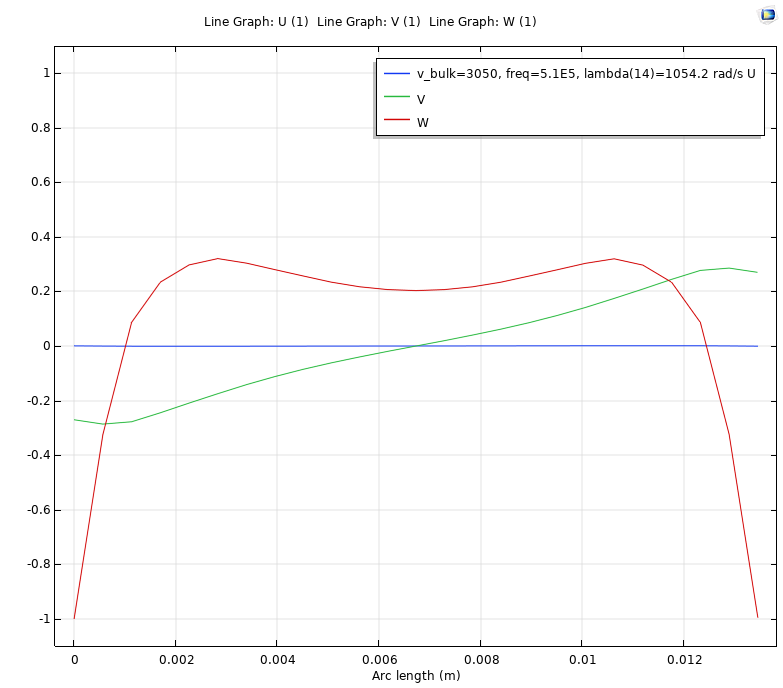 Line Graph: U (1)  Line Graph: V (1)  Line Graph: W (1)
v_bulk=3050, freq=5.1E5, lambda(14)=1054.2 rad/s U
V
W
1
0.8
0.6
0.4
0.2
0
-0.2
-0.4
-0.6
-0.8
-1
0 0.002 0.004 0.006 0.008 0.01 0.012
Arc length (m)